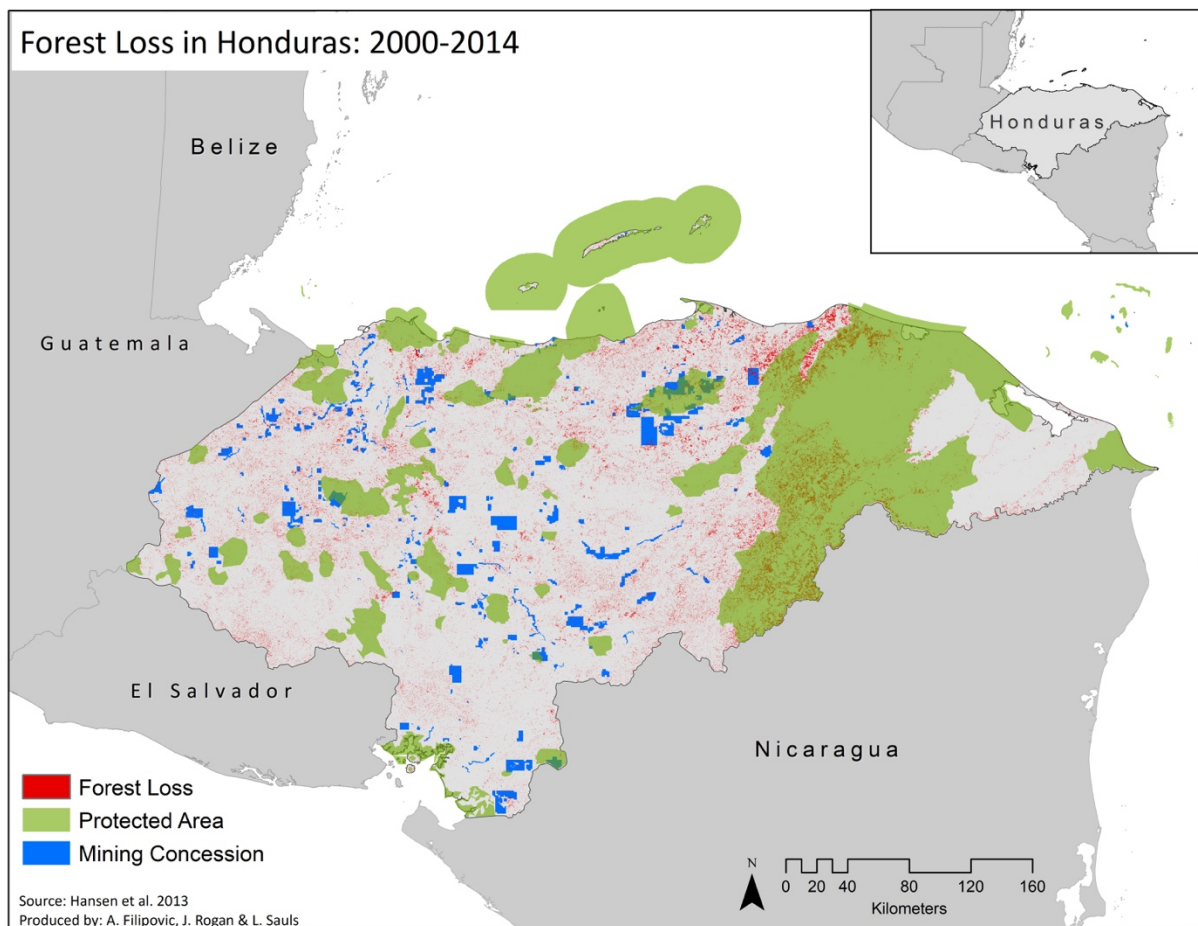 Forest Loss in Honduras: 2000-2014
Honduras
Belize
Guatemala
El Salvador
Nicaragua
Forest Loss
Protected Area
Mining Concession
N
0 20 40 80 120 160
Kilometers
Source: Hansen et al. 2013
Produced by: A. Filipovic, J. Rogan & L. Sauls